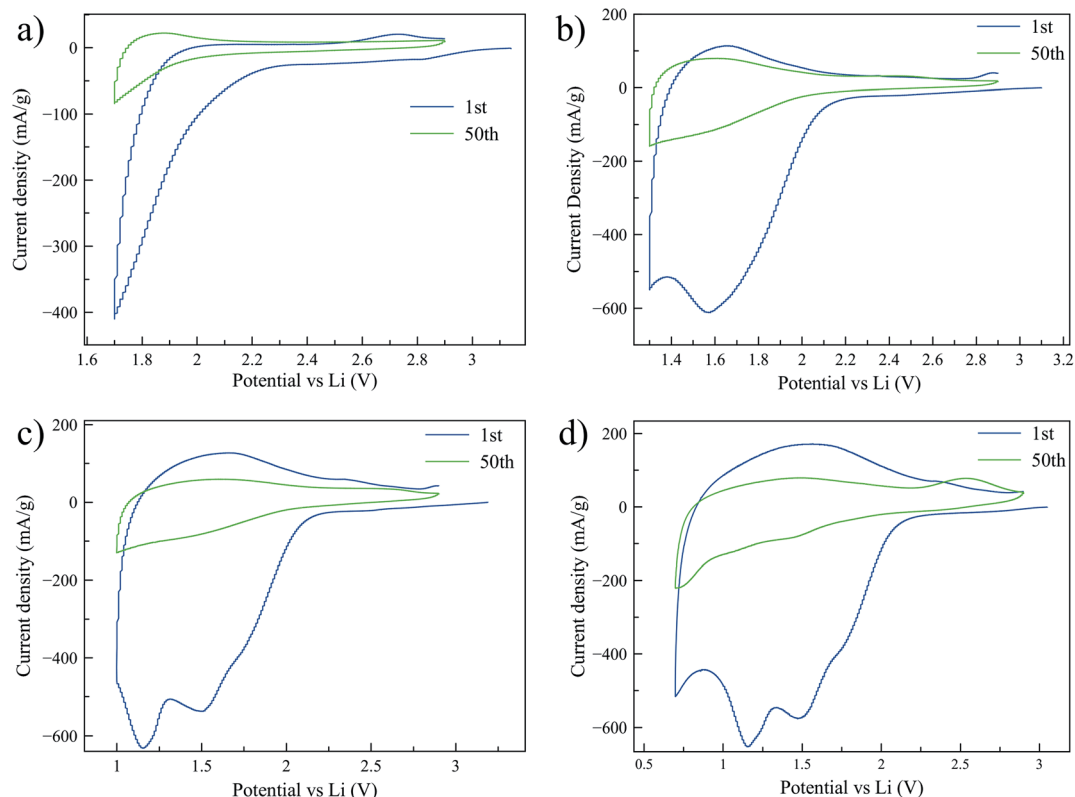 a)
0
−100
−200
−300
−400
1.6 1.8 2 2.2 2.4 2.6 2.8 3 3.2
Potential vs Li (V)
Current density (mA/g)
1st
50th
b)
200
0
−200
−400
−600
1.4 1.6 1.8 2 2.2 2.4 2.6 2.8 3 3.2
Potential vs Li (V)
Current Density (mA/g)
1st
50th
c)
200
0
−200
−400
−600
1 1.5 2 2.5 3
Potential vs Li (V)
Current density (mA/g)
1st
50th
d)
200
0
−200
−400
−600
0.5 1 1.5 2 2.5 3
Potential vs Li (V)
Current density (mA/g)
1st
50th